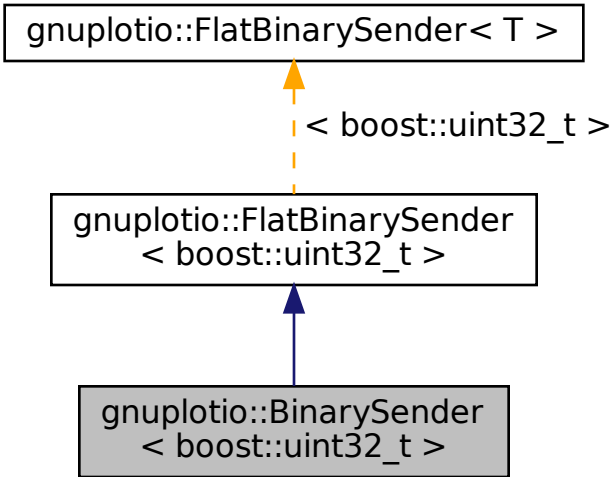 gnuplotio::FlatBinarySender< T >
< boost::uint32_t >
gnuplotio::FlatBinarySender
< boost::uint32_t >
gnuplotio::BinarySender
< boost::uint32_t >